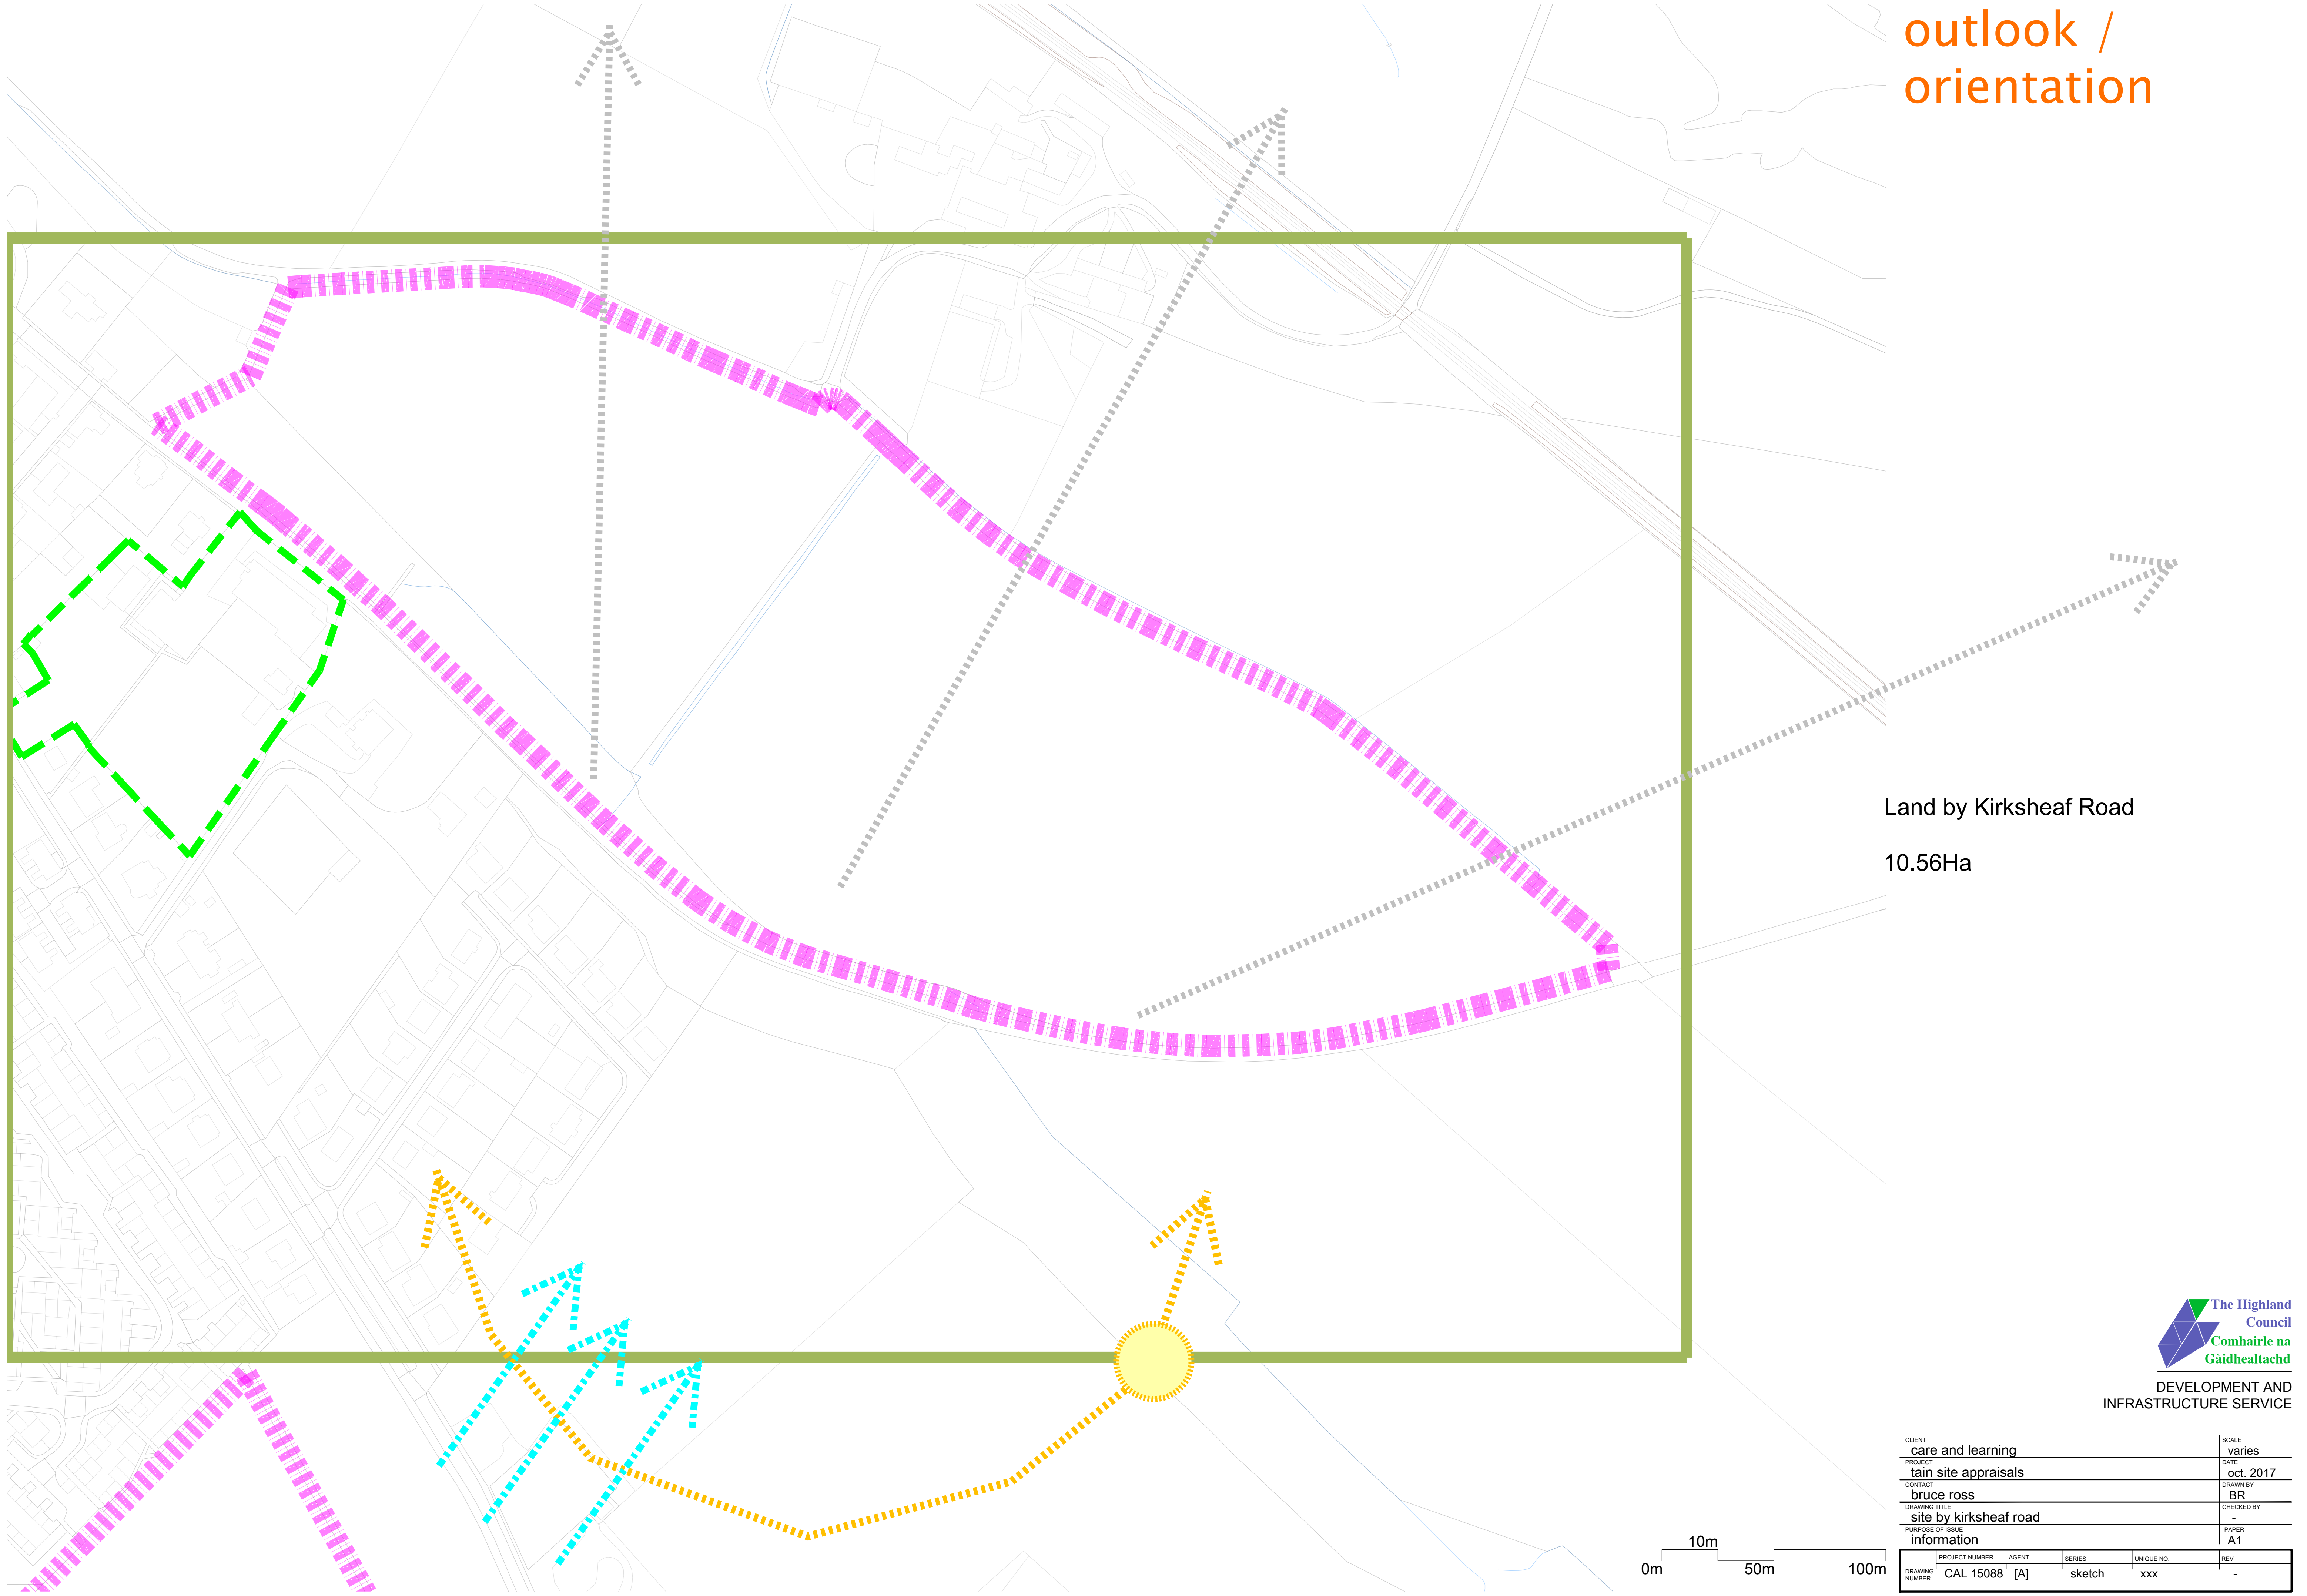 outlook /
orientation
Land by Kirksheaf Road
10.56Ha
The Highland
Council
Comhairle na
Gàidhealtachd
DEVELOPMENT AND
INFRASTRUCTURE SERVICE
CLIENT
care and learning
SCALE
varies
PROJECT
tain site appraisals
DATE
oct. 2017
CONTACT
bruce ross
DRAWN BY
BR
DRAWING TITLE
site by kirksheaf road
CHECKED BY
-
PURPOSE OF ISSUE
information
PAPER
A1
PROJECT NUMBER AGENT SERIES UNIQUE NO. REV
DRAWING
NUMBER
CAL 15088 [A] sketch xxx -
10m
0m 50m 100m